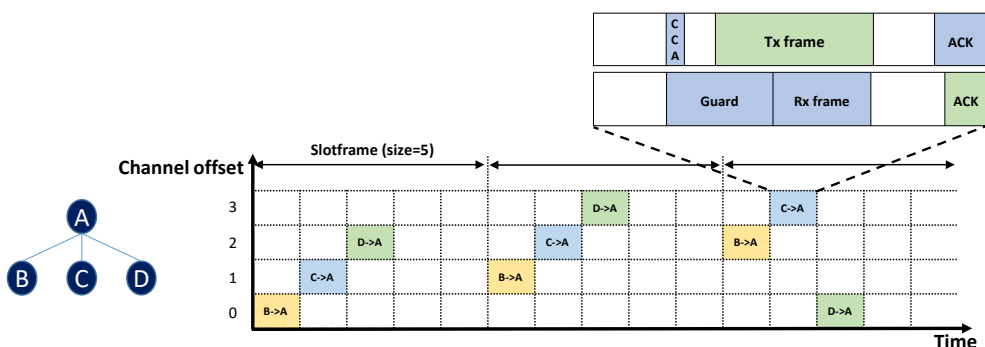 C
C
A
Tx frame
ACK
Guard
Rx frame
ACK
Slotframe (size=5)
Channel offset
3
D->A
C->A
A
2
D->A
C->A
B->A
B
C
D
1
C->A
B->A
0
B->A
D->A
Time